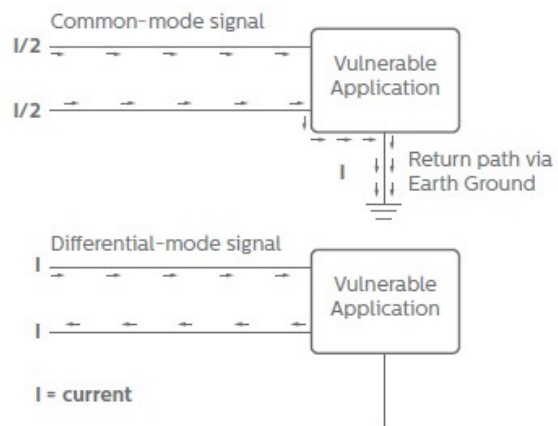 Common-mode signal
I/2
I/2
Vulnerable
Application
I
Return path via
Earth Ground
Differential-mode signal
I
I
Vulnerable
Application
I = current